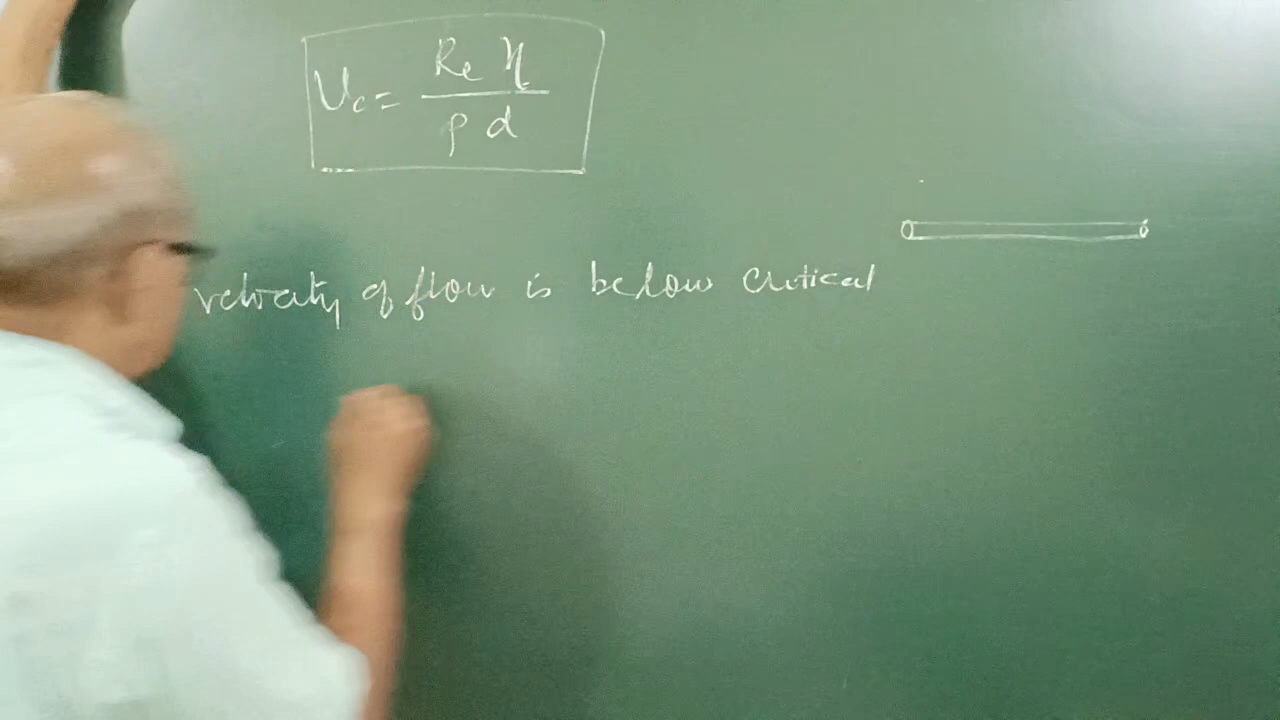 Vc = Re η / ρ d
velocity of flow is below critical